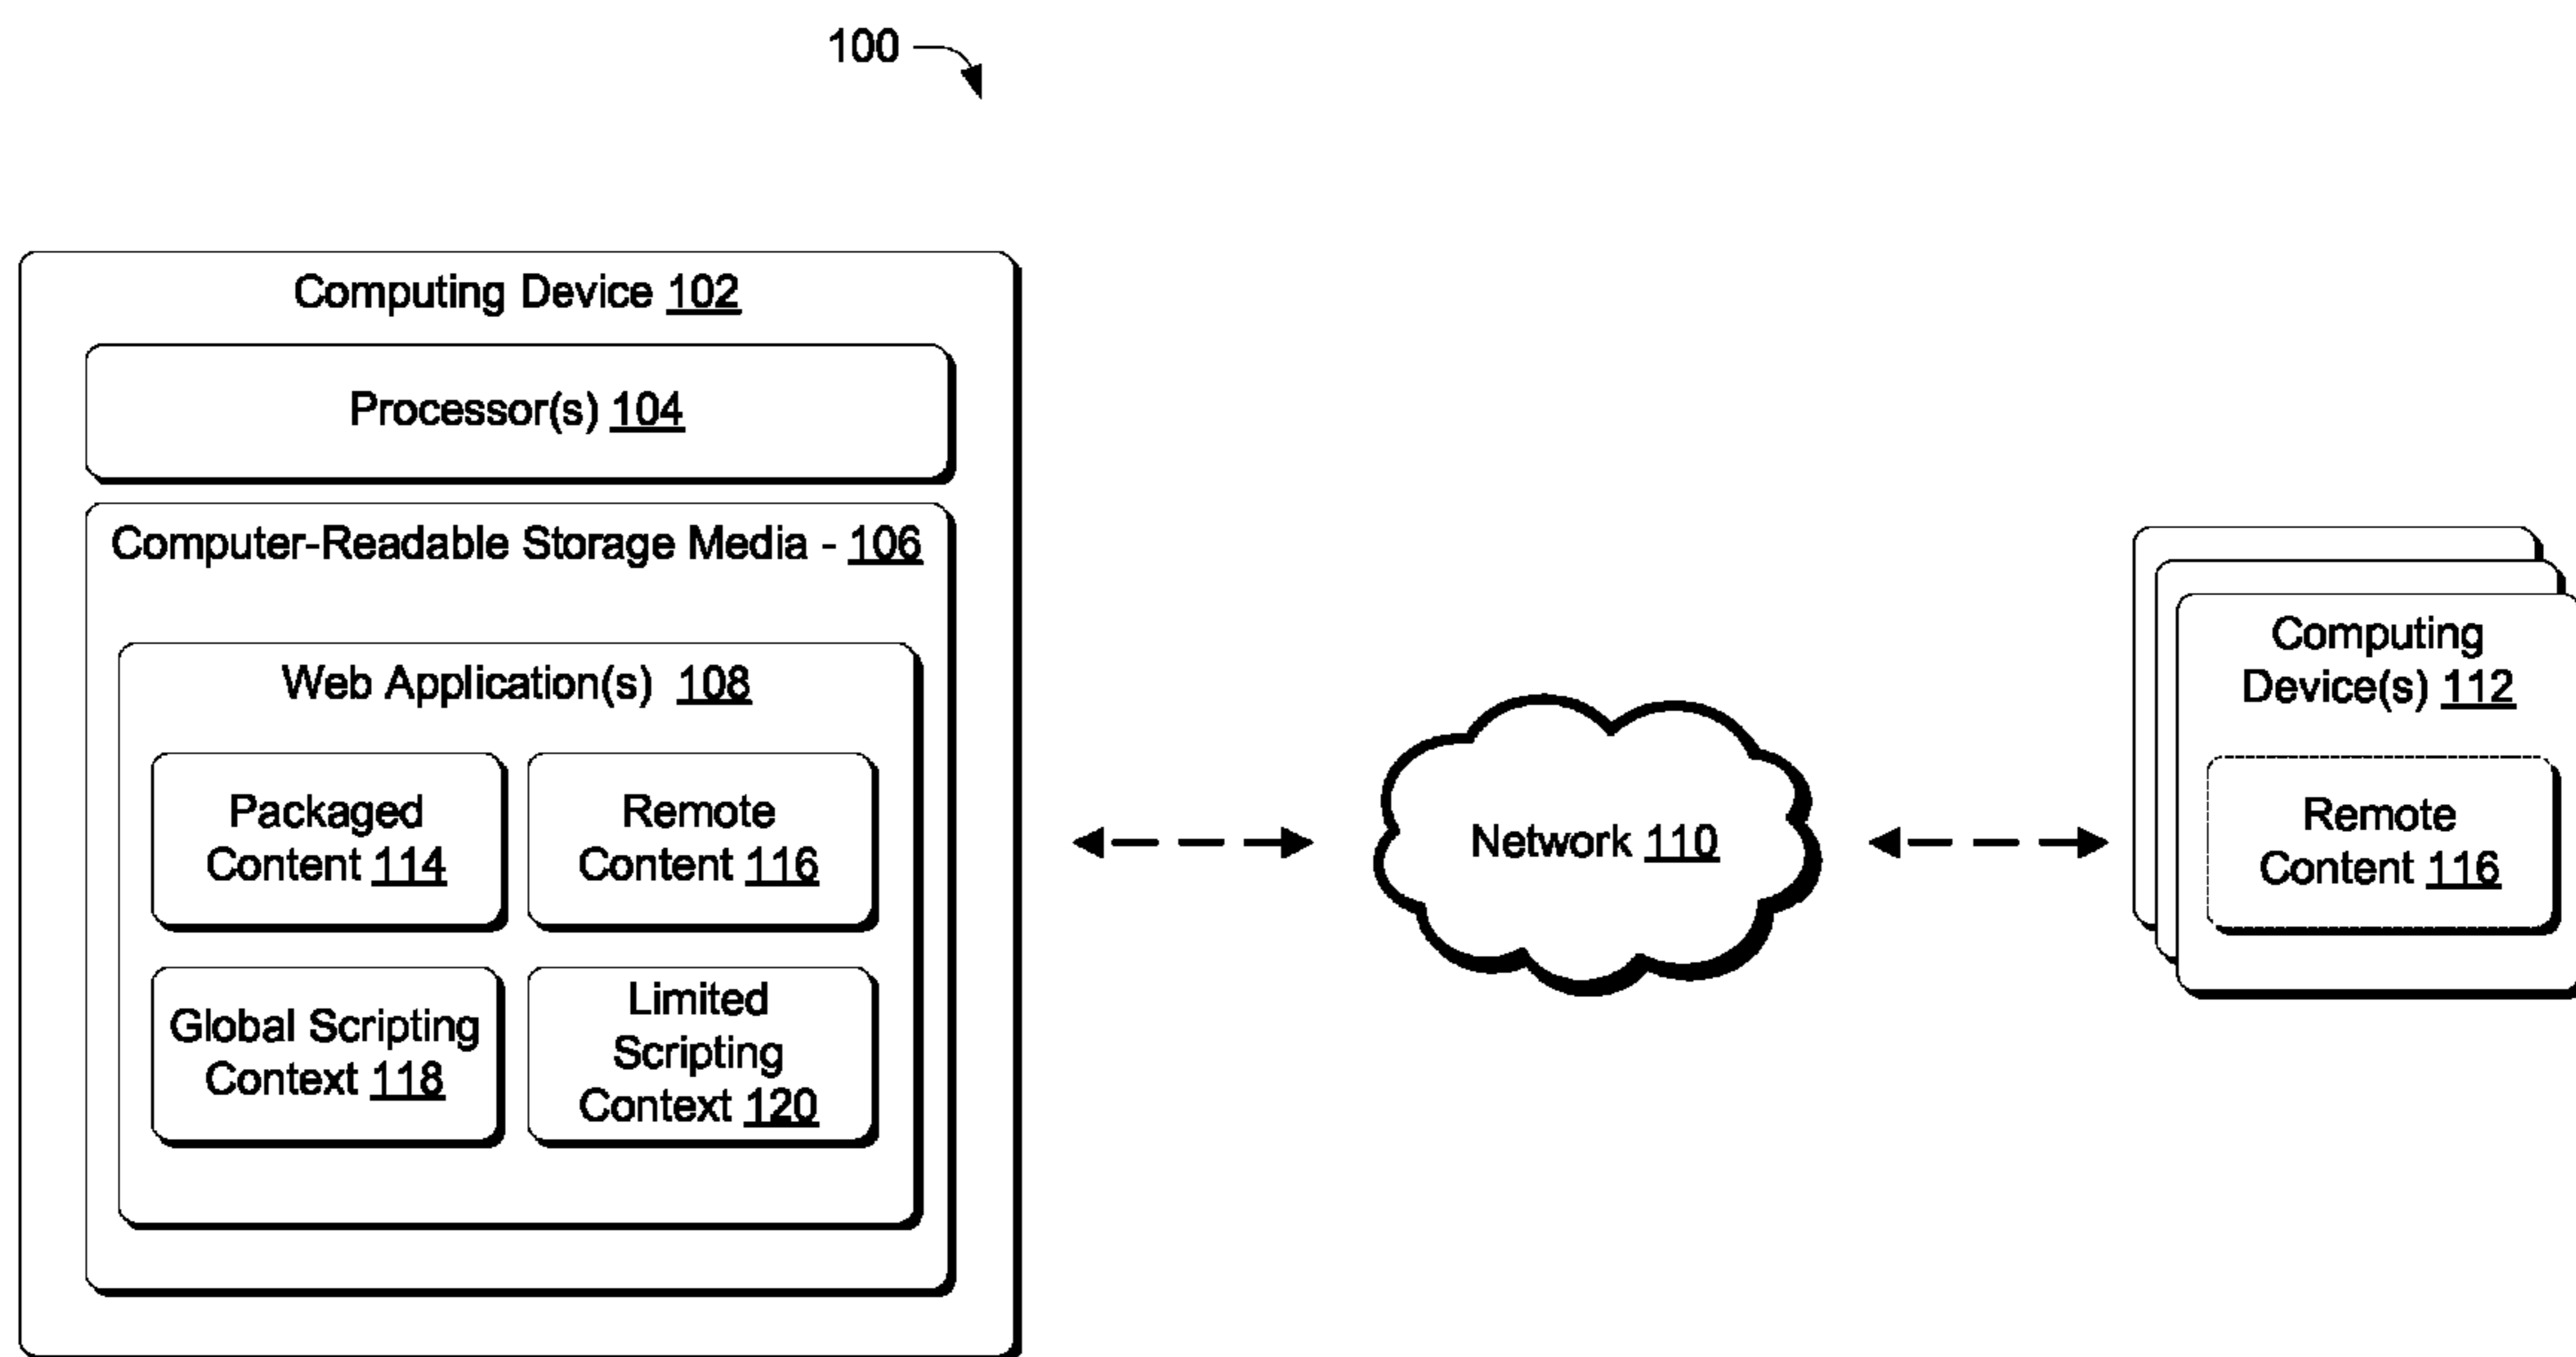 100
Computing Device 102
Processor(s) 104
Computer-Readable Storage Media - 106
Web Application(s) 108
Packaged
Content 114
Remote
Content 116
Global Scripting
Context 118
Limited
Scripting
Context 120
Network 110
Computing
Device(s) 112
Remote
Content 116